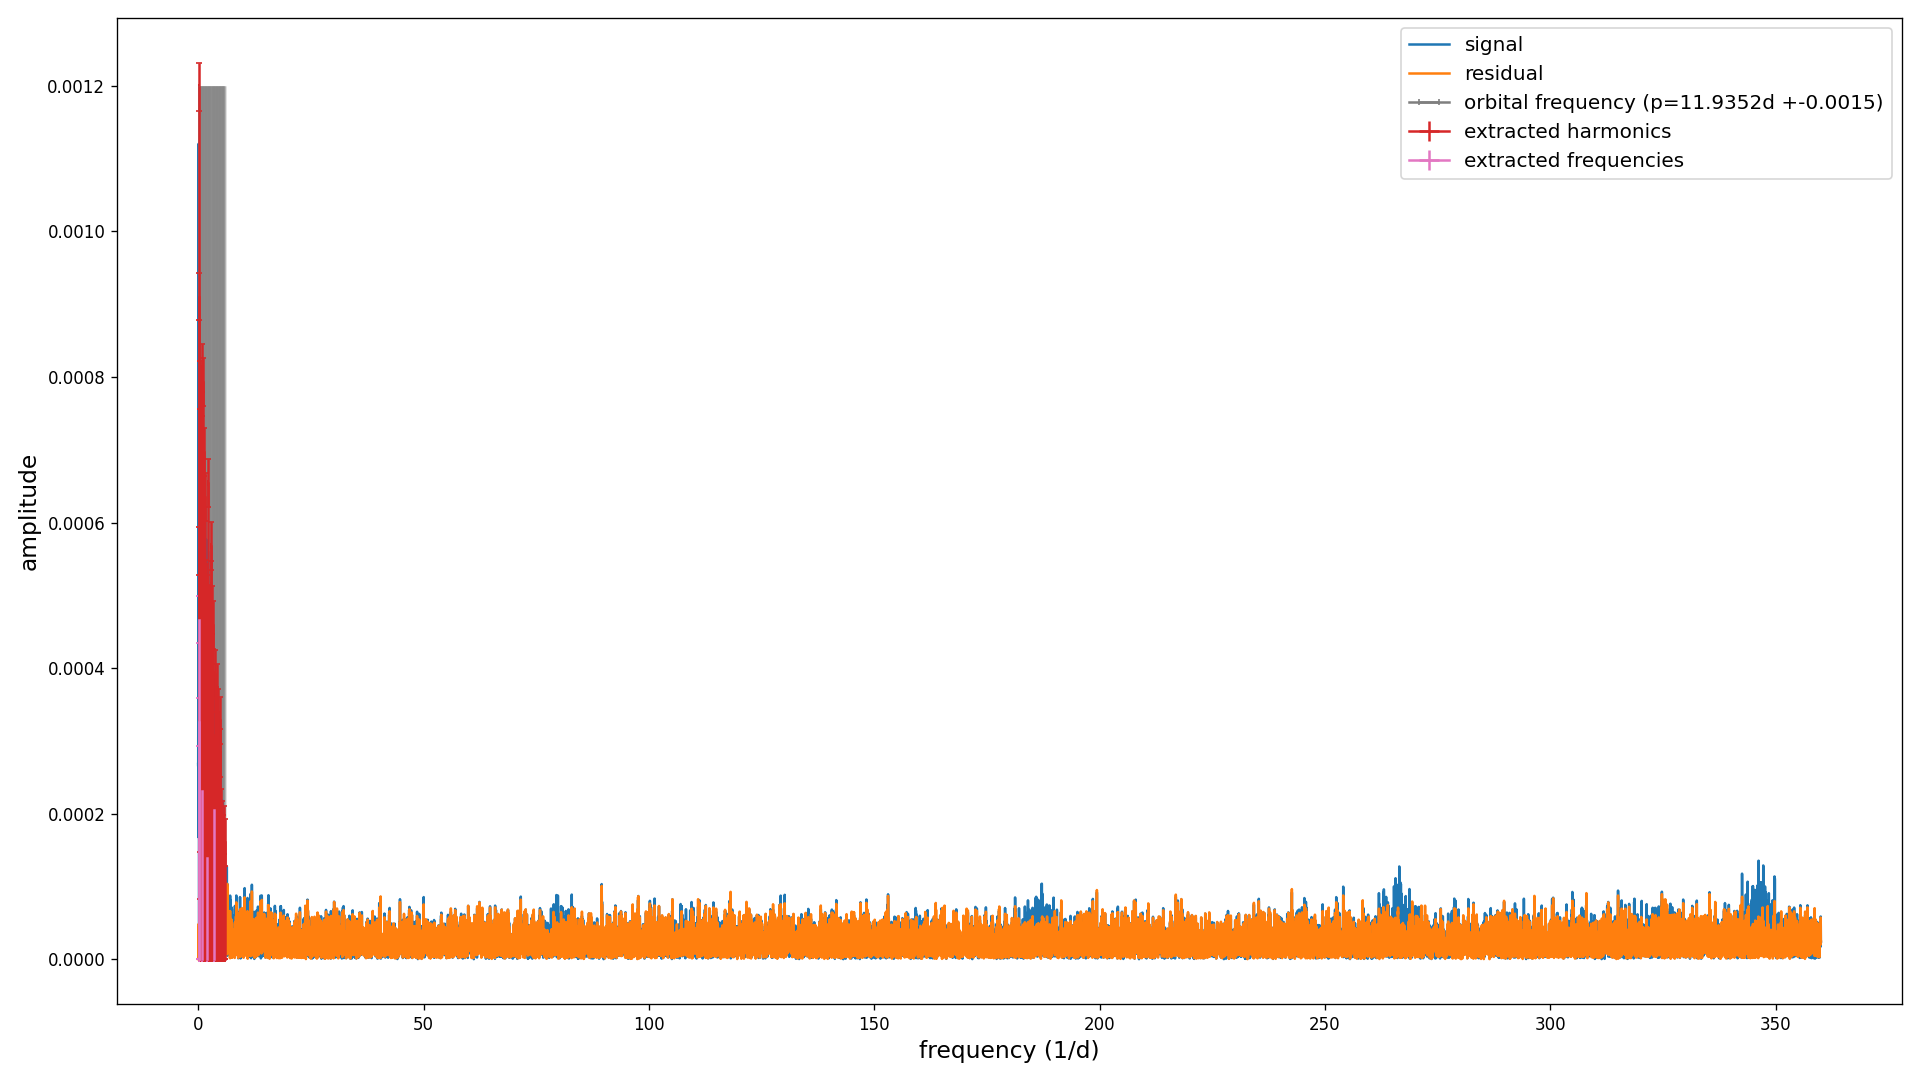 signal
residual
orbital frequency (p=11.9352d +-0.0015)
extracted harmonics
extracted frequencies
0.0012
0.0010
0.0008
0.0006
0.0004
0.0002
0.0000
amplitude
0
50
100
150
200
250
300
350
frequency (1/d)